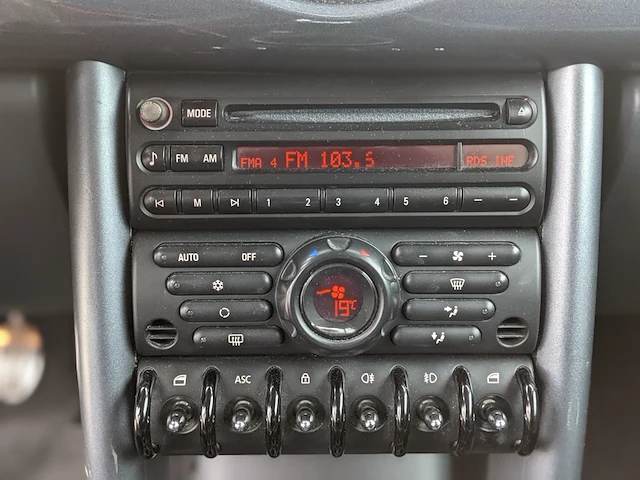 MODE
FM AM
FMA 4 FM 103.5
RDS INF
M 1 2 3 4 5 6
AUTO OFF
19°C
ASC